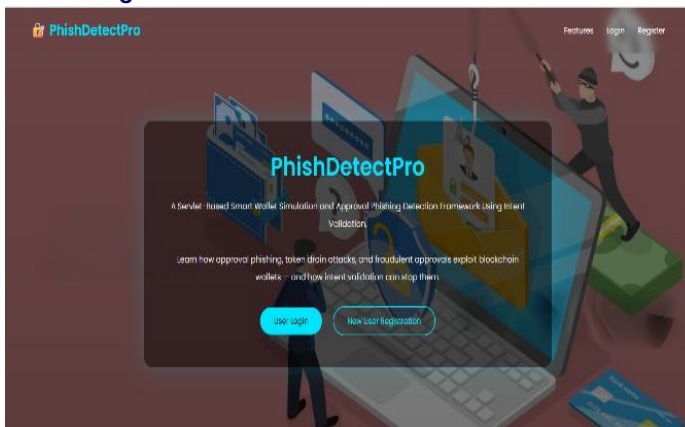 PhishDetectPro
Features Login Register
PhishDetectPro
A Servlet-Based Smart Wallet Simulation and Approval Phishing Detection Framework Using Intent
Validation.
Learn how approval phishing, token drain attacks, and fraudulent approvals exploit blockchain
wallets — and how intent validation can stop them.
User Login
New User Registration